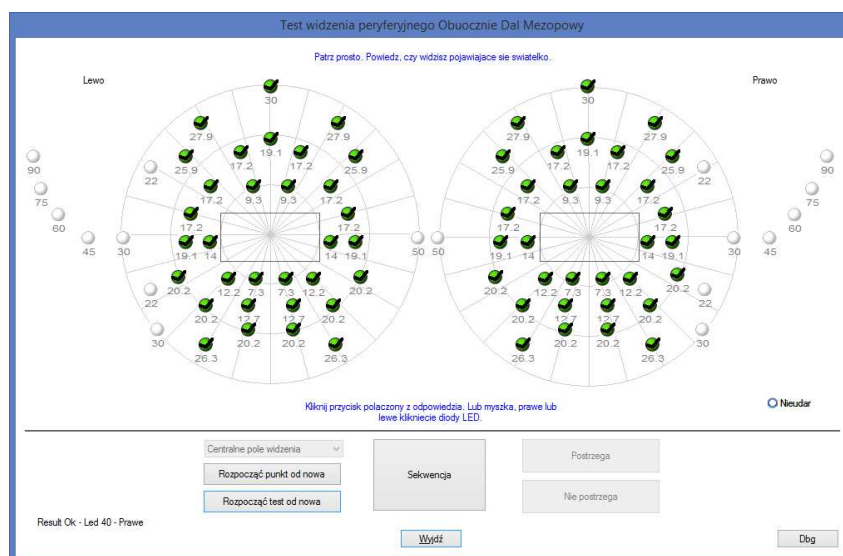 Test widzenia peryferyjnego Obuocznie Dal Mezopowy
Patrz prosto. Powiedz, czy widzisz pojawiajace sie swiatelko.
Lewo Prawo
30 30
27.9 27.9 27.9 27.9
19.1 19.1
17.2 17.2 17.2 17.2
25.9 25.9 25.9 25.9
90 22 22 90
17.2 9.3 9.3 17.2 17.2 9.3 9.3 17.2
75 75
17.2 17.2 17.2 17.2
60 60
45 30 19.1 14 14 19.1 50 50 19.1 14 14 19.1 30 45
20.2 12.2 7.3 7.3 12.2 20.2 20.2 12.2 7.3 7.3 12.2 20.2
22 22
20.2 12.7 12.7 20.2 20.2 12.7 12.7 20.2
30 20.2 20.2 20.2 20.2 30
26.3 26.3 26.3 26.3
Kliknij przycisk polaczony z odpowiedzia. Lub myszka, prawe lub
lewe klikniecie diody LED.
Nieudar
Centralne pole widzenia
Rozpocząć punkt od nowa
Rozpocząć test od nowa
Sekwencja
Postrzega
Nie postrzega
Result Ok - Led 40 - Prawe
Wyjdź
Dbg